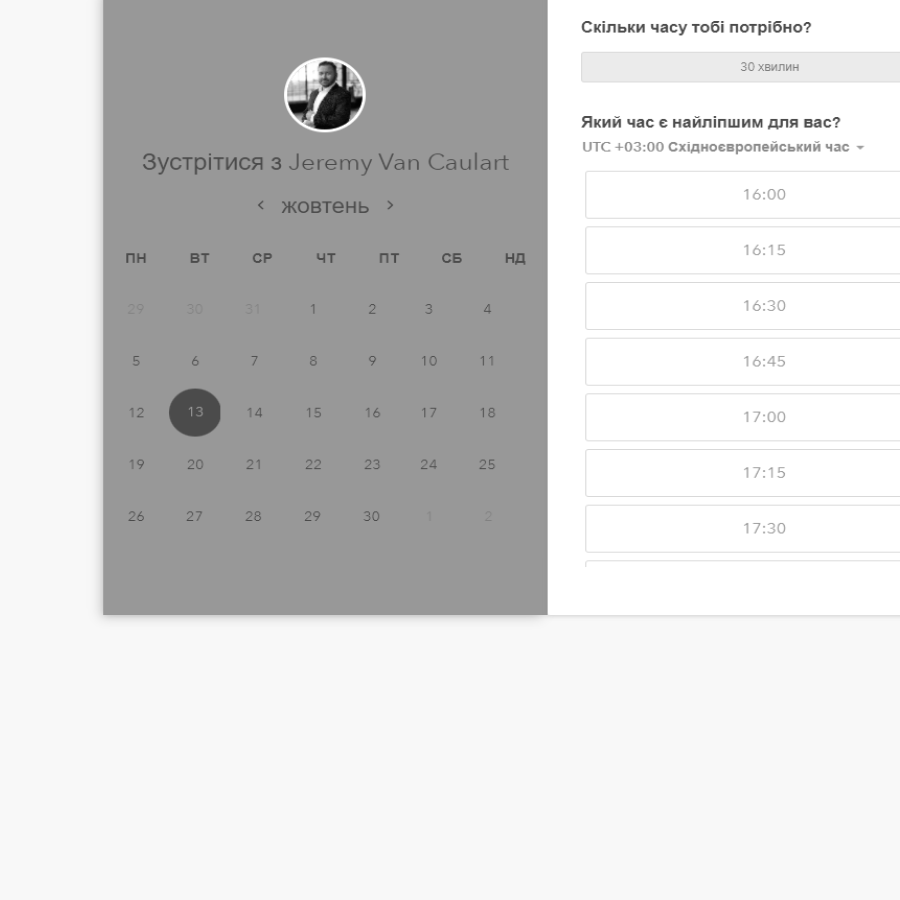 Зустрітися з Jeremy Van Caulart
жовтень
ПН ВТ СР ЧТ ПТ СБ НД
29 30 31 1 2 3 4
5 6 7 8 9 10 11
12 13 14 15 16 17 18
19 20 21 22 23 24 25
26 27 28 29 30 1 2
Скільки часу тобі потрібно?
30 хвилин
Який час є найліпшим для вас?
UTC +03:00 Східноєвропейський час
16:00
16:15
16:30
16:45
17:00
17:15
17:30